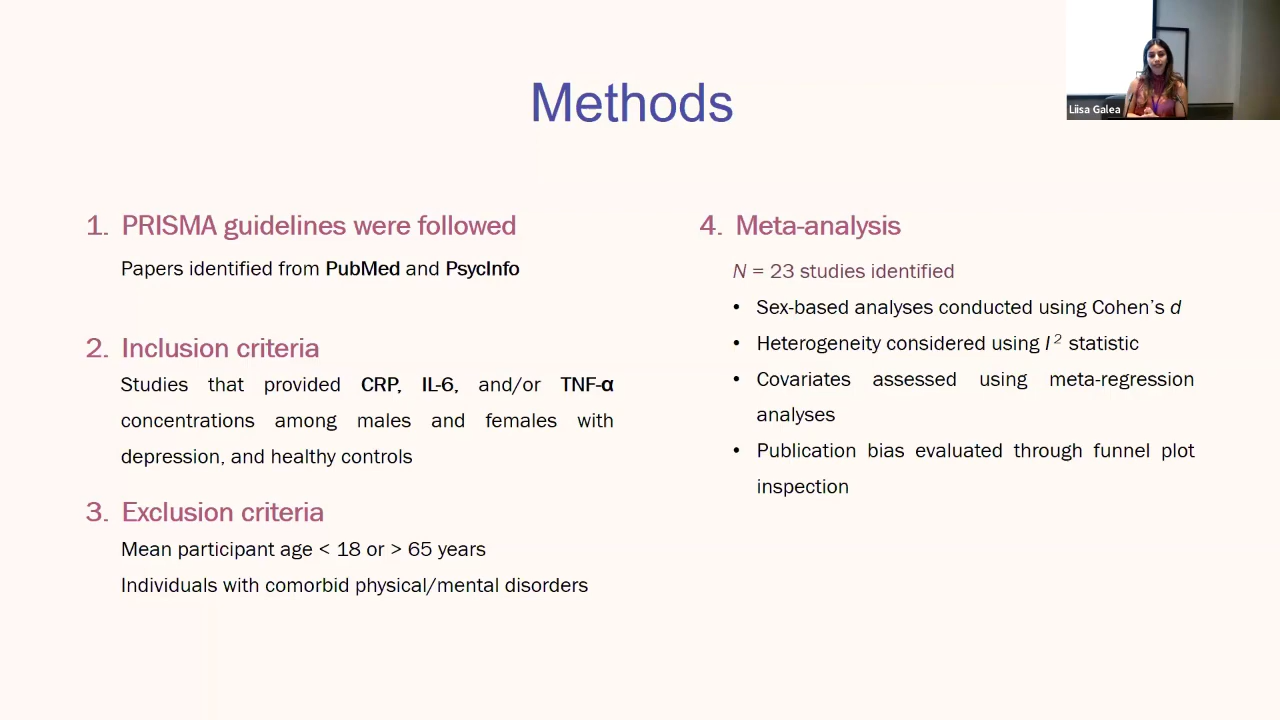 Liisa Galea
Methods
1. PRISMA guidelines were followed
Papers identified from PubMed and PsycInfo
2. Inclusion criteria
Studies that provided CRP, IL-6, and/or TNF-α
concentrations among males and females with
depression, and healthy controls
3. Exclusion criteria
Mean participant age < 18 or > 65 years
Individuals with comorbid physical/mental disorders
4. Meta-analysis
N = 23 studies identified
• Sex-based analyses conducted using Cohen's d
• Heterogeneity considered using I ² statistic
• Covariates assessed using meta-regression
analyses
• Publication bias evaluated through funnel plot
inspection